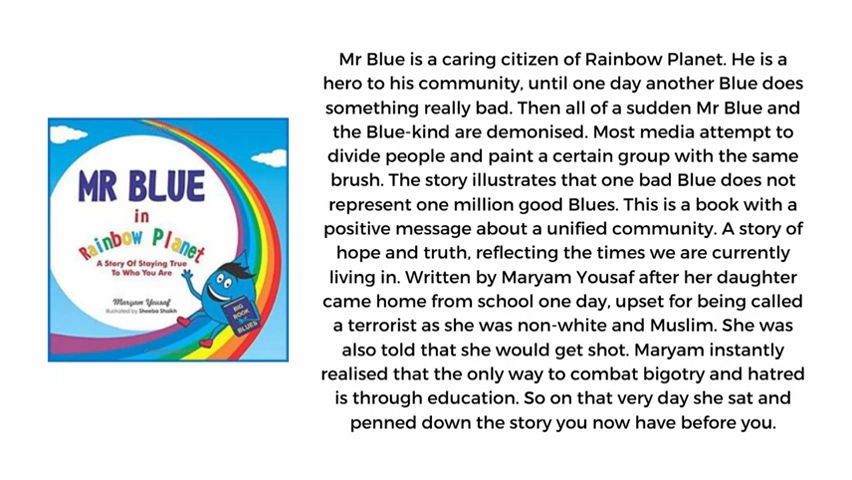 MR BLUE
in
Rainbow Planet
A Story Of Staying True
To Who You Are
Maryam Yousaf
Illustrated by Sheeba Shaikh
BIG
BOOK
BLUES
Mr Blue is a caring citizen of Rainbow Planet. He is a
hero to his community, until one day another Blue does
something really bad. Then all of a sudden Mr Blue and
the Blue-kind are demonised. Most media attempt to
divide people and paint a certain group with the same
brush. The story illustrates that one bad Blue does not
represent one million good Blues. This is a book with a
positive message about a unified community. A story of
hope and truth, reflecting the times we are currently
living in. Written by Maryam Yousaf after her daughter
came home from school one day, upset for being called
a terrorist as she was non-white and Muslim. She was
also told that she would get shot. Maryam instantly
realised that the only way to combat bigotry and hatred
is through education. So on that very day she sat and
penned down the story you now have before you.